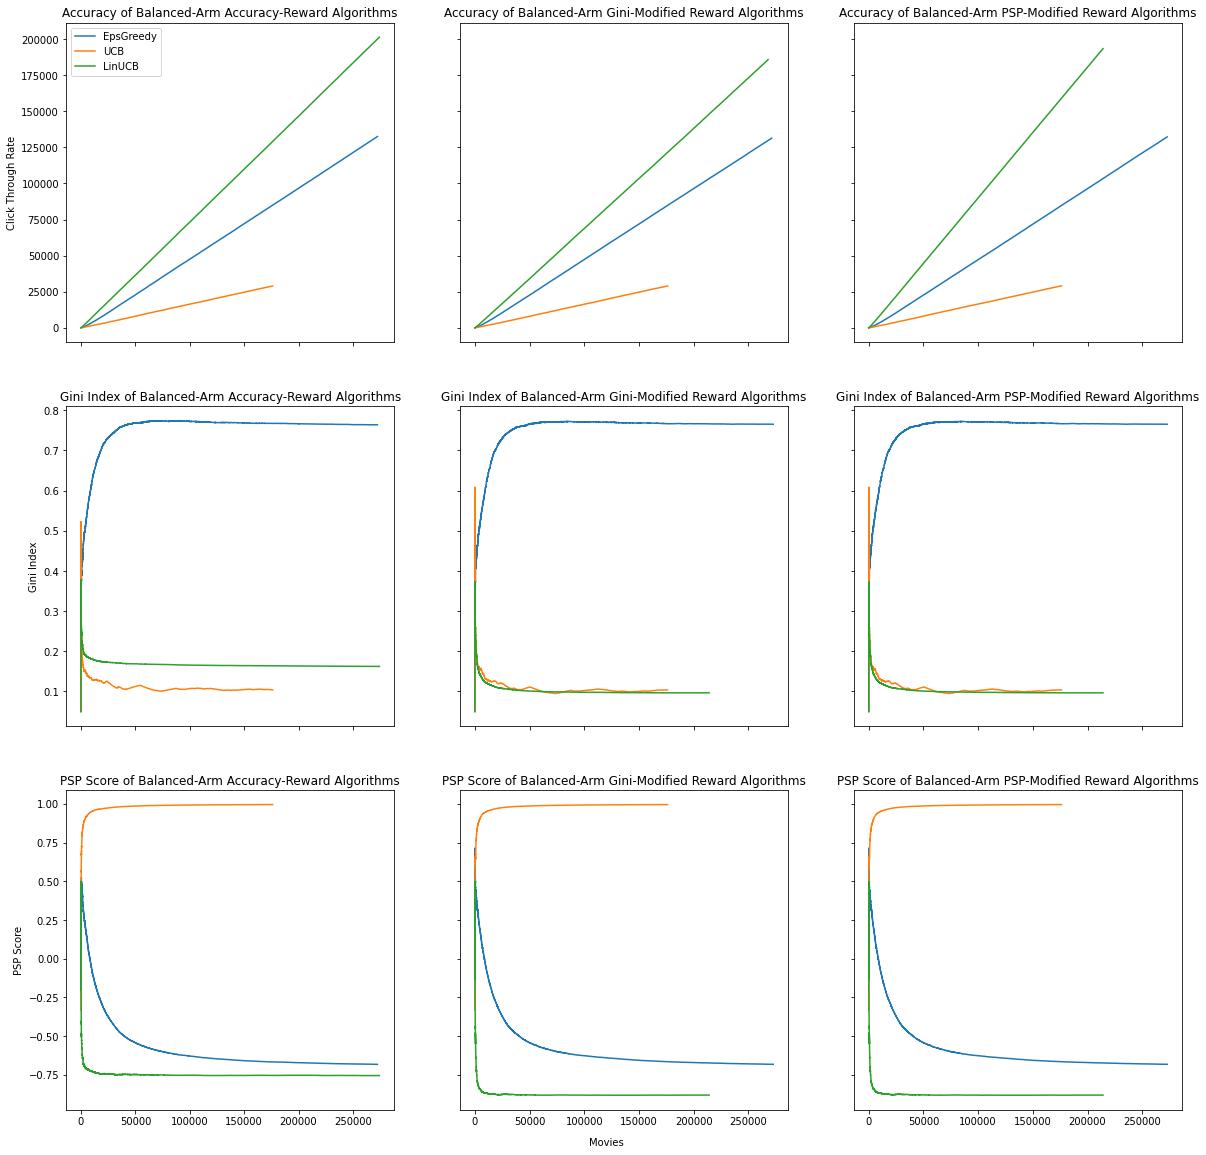 Accuracy of Balanced-Arm Accuracy-Reward Algorithms
Accuracy of Balanced-Arm Gini-Modified Reward Algorithms
Accuracy of Balanced-Arm PSP-Modified Reward Algorithms
EpsGreedy
UCB
LinUCB
200000
175000
150000
125000
100000
75000
50000
25000
0
Click Through Rate
Gini Index of Balanced-Arm Accuracy-Reward Algorithms
Gini Index of Balanced-Arm Gini-Modified Reward Algorithms
Gini Index of Balanced-Arm PSP-Modified Reward Algorithms
0.8
0.7
0.6
0.5
0.4
0.3
0.2
0.1
Gini Index
PSP Score of Balanced-Arm Accuracy-Reward Algorithms
PSP Score of Balanced-Arm Gini-Modified Reward Algorithms
PSP Score of Balanced-Arm PSP-Modified Reward Algorithms
1.00
0.75
0.50
0.25
0.00
−0.25
−0.50
−0.75
PSP Score
0 50000 100000 150000 200000 250000
0 50000 100000 150000 200000 250000
0 50000 100000 150000 200000 250000
Movies